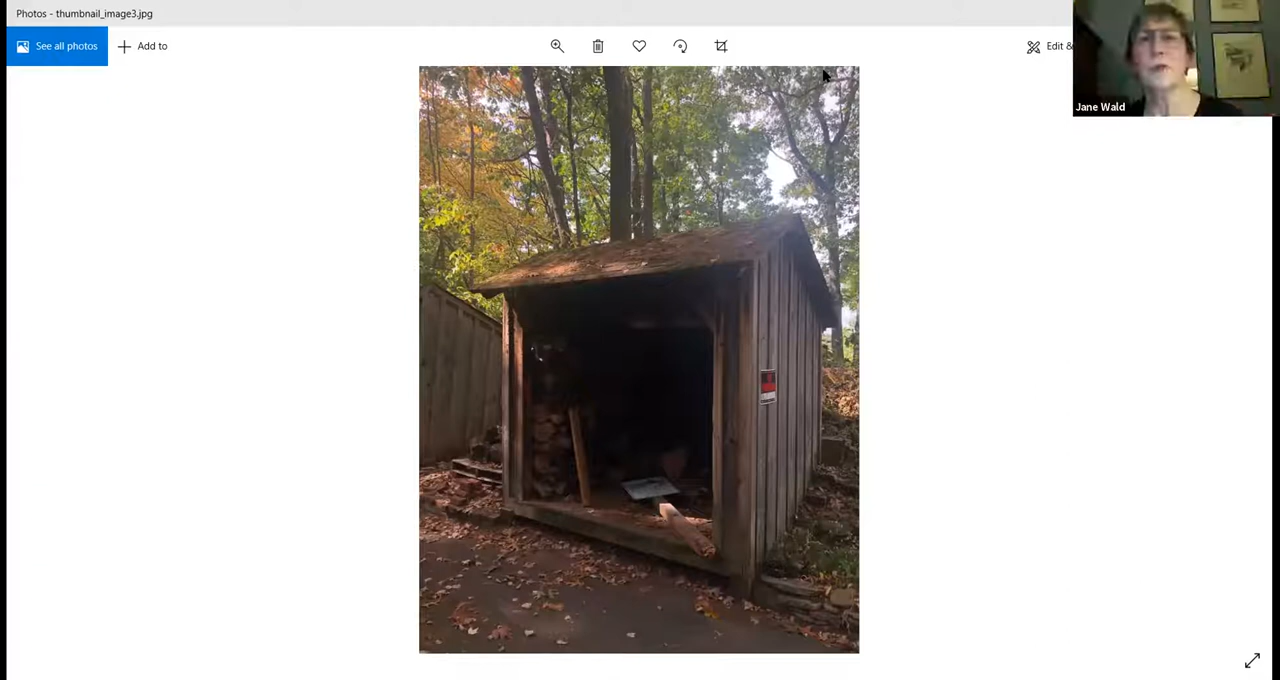 Photos - thumbnail_image3.jpg
See all photos
Add to
Edit &
Jane Wald